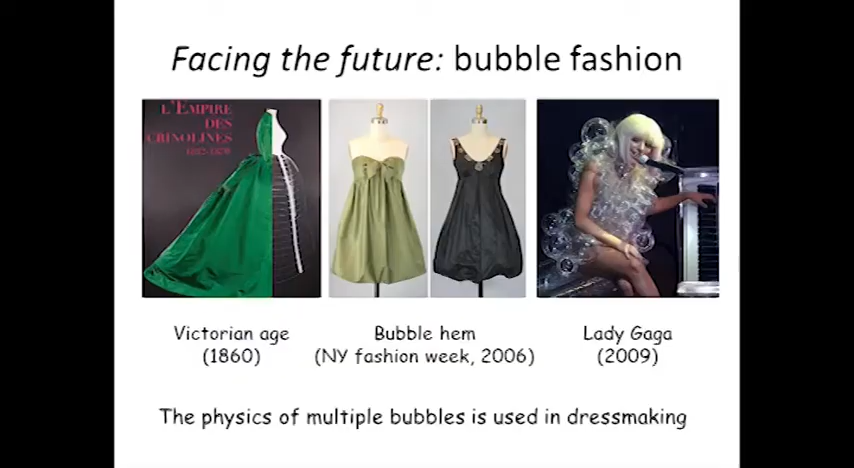 Facing the future: bubble fashion
L'EMPIRE
DES
CRINOLINES
Victorian age
(1860)
Bubble hem
(NY fashion week, 2006)
Lady Gaga
(2009)
The physics of multiple bubbles is used in dressmaking